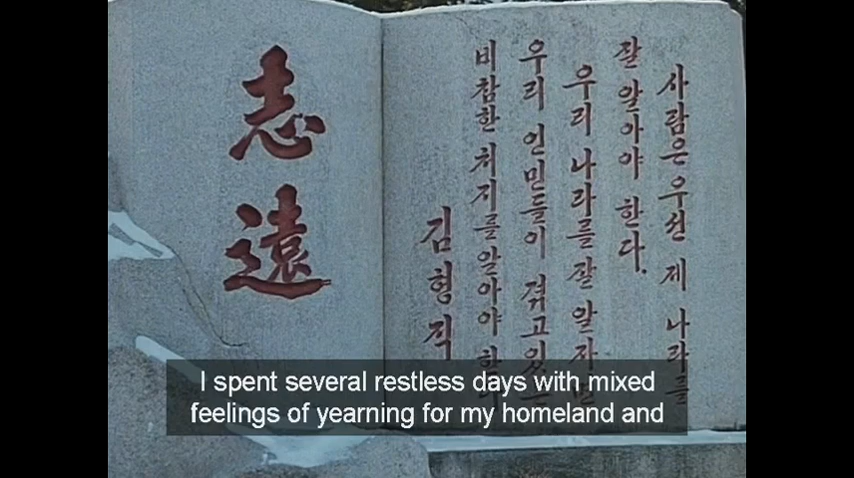 志遠
사람은 우선 제 나라를
잘 알아야 한다.
우리 나라를 잘 알자면
우리 인민들이 겪고있는
비참한 처지를 알아야
김형직
I spent several restless days with mixed
feelings of yearning for my homeland and